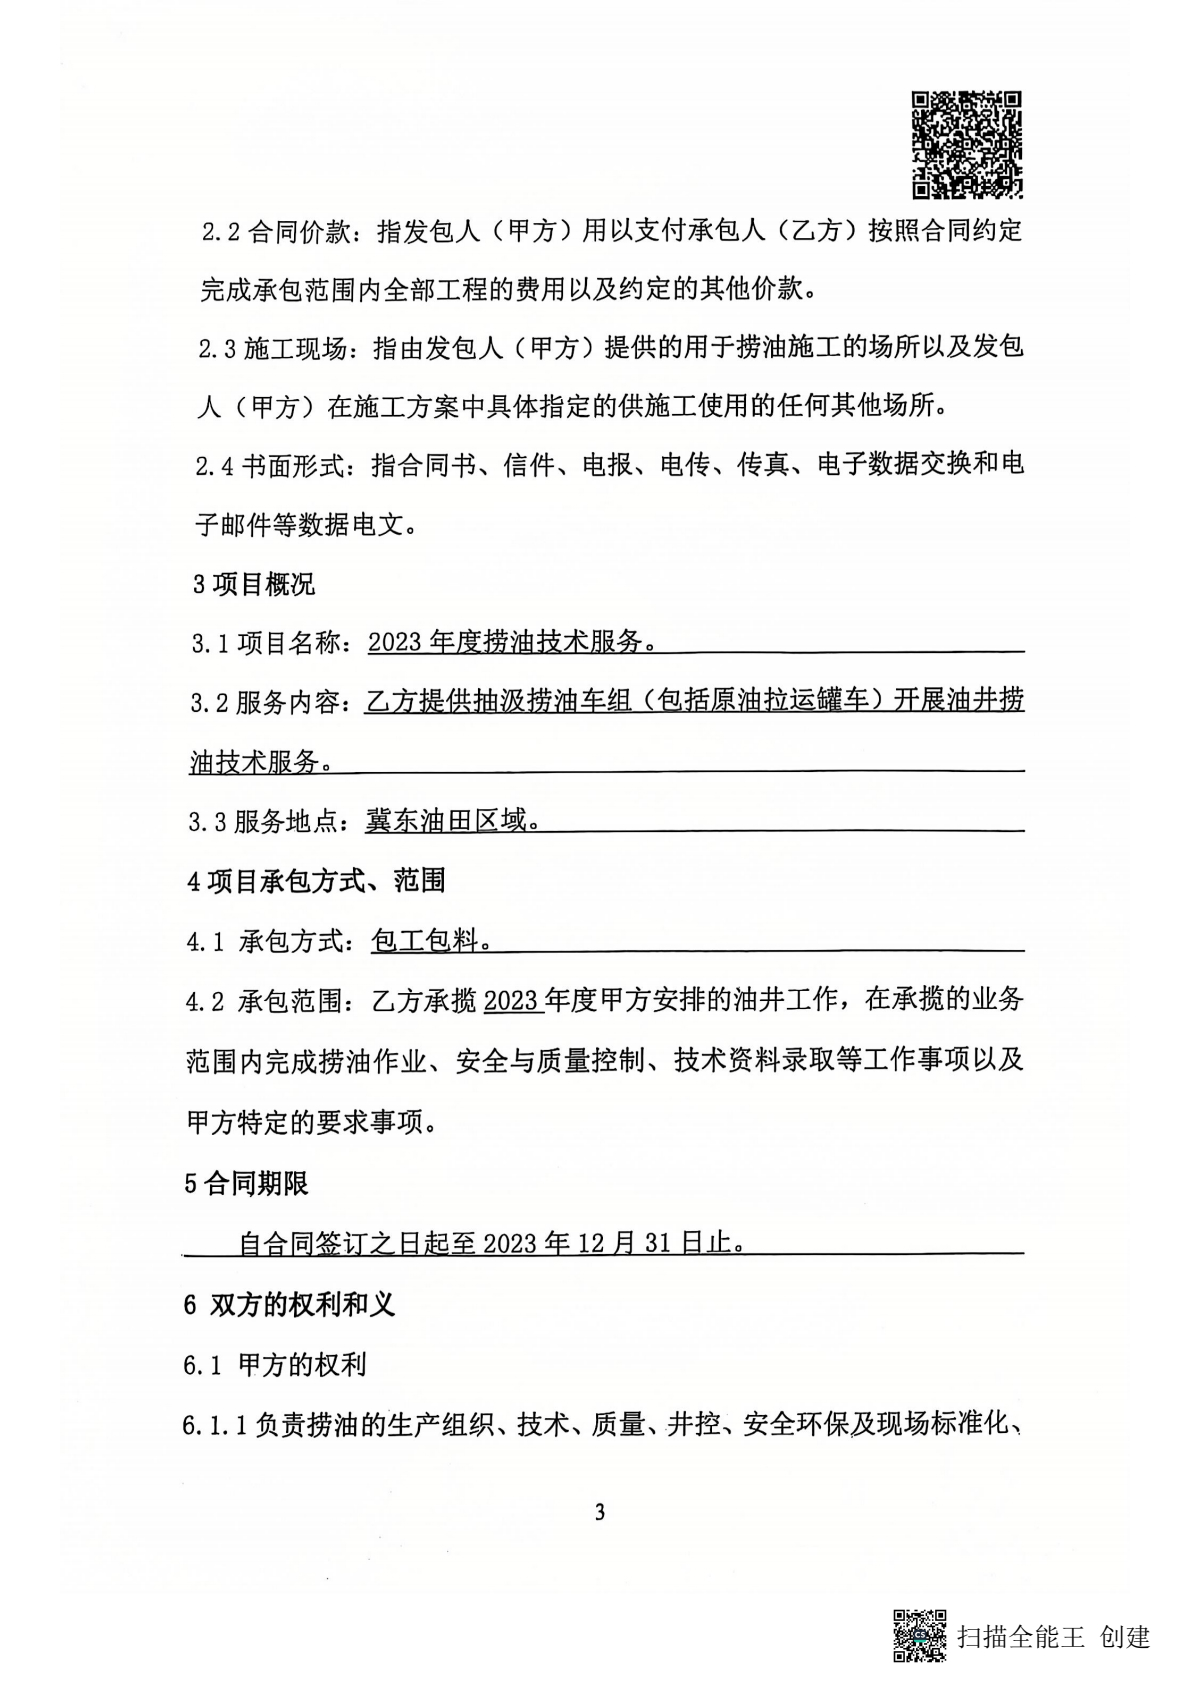 2.2 合同价款：指发包人（甲方）用以支付承包人（乙方）按照合同约定
完成承包范围内全部工程的费用以及约定的其他价款。
2.3 施工现场：指由发包人（甲方）提供的用于捞油施工的场所以及发包
人（甲方）在施工方案中具体指定的供施工使用的任何其他场所。
2.4 书面形式：指合同书、信件、电报、电传、传真、电子数据交换和电
子邮件等数据电文。
3 项目概况
3.1 项目名称：2023 年度捞油技术服务。
3.2 服务内容：乙方提供抽汲捞油车组（包括原油拉运罐车）开展油井捞
油技术服务。
3.3 服务地点：冀东油田区域。
4 项目承包方式、范围
4.1 承包方式：包工包料。
4.2 承包范围：乙方承揽 2023 年度甲方安排的油井工作，在承揽的业务
范围内完成捞油作业、安全与质量控制、技术资料录取等工作事项以及
甲方特定的要求事项。
5 合同期限
自合同签订之日起至 2023 年 12 月 31 日止。
6 双方的权利和义
6.1 甲方的权利
6.1.1 负责捞油的生产组织、技术、质量、井控、安全环保及现场标准化、
3
扫描全能王 创建